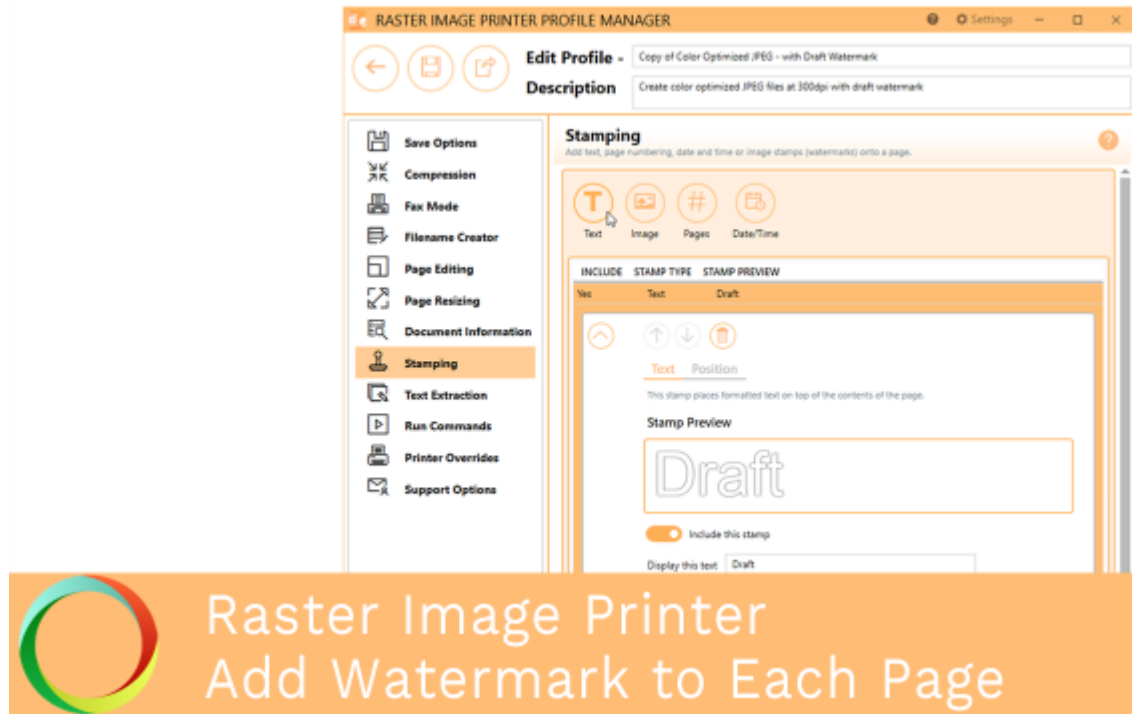 RASTER IMAGE PRINTER PROFILE MANAGER
Settings
Edit Profile -
Copy of Color Optimized JPEG - with Draft Watermark
Description
Create color optimized JPEG files at 300dpi with draft watermark
Save Options
Compression
Fax Mode
Filename Creator
Page Editing
Page Resizing
Document Information
Stamping
Text Extraction
Run Commands
Printer Overrides
Support Options
Stamping
Add text, page numbering, date and time or image stamps (watermarks) onto a page.
Text Image Pages Date/Time
INCLUDE STAMP TYPE STAMP PREVIEW
Yes Text Draft
Text Position
This stamp places formatted text on top of the contents of the page.
Stamp Preview
Draft
Include this stamp
Display this text Draft
Raster Image Printer
Add Watermark to Each Page